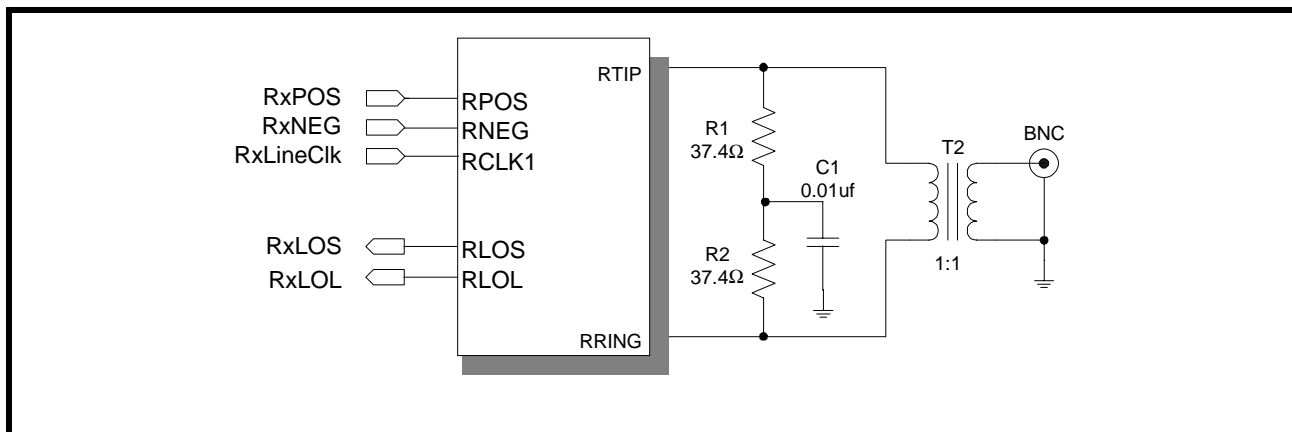 RTIP
RxPOS RPOS
RxNEG RNEG
RxLineClk RCLK1
RxLOS RLOS
RxLOL RLOL
RRING
R1
37.4Ω
C1
0.01uf
R2
37.4Ω
T2
1:1
BNC